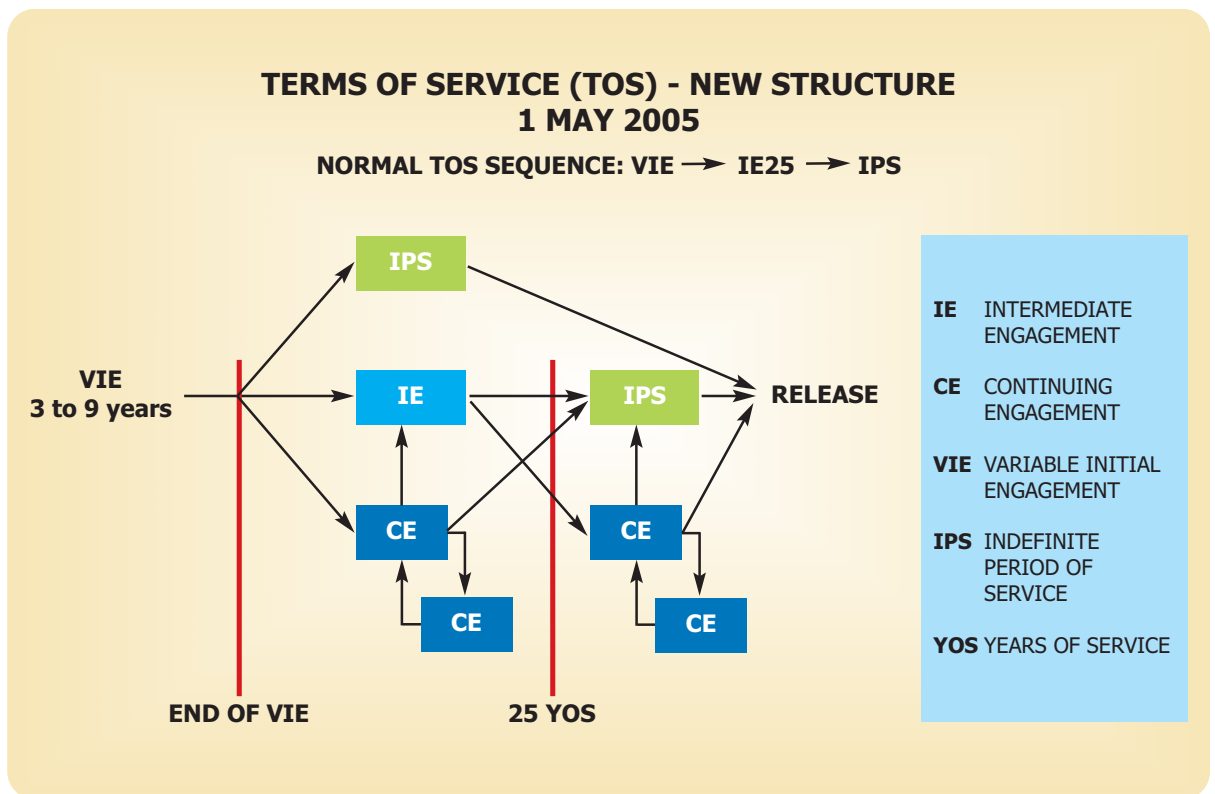 TERMS OF SERVICE (TOS) - NEW STRUCTURE
1 MAY 2005
NORMAL TOS SEQUENCE: VIE → IE25 → IPS
IPS
VIE
3 to 9 years
IE
IPS
RELEASE
CE
CE
CE
CE
END OF VIE
25 YOS
IE INTERMEDIATE
ENGAGEMENT
CE CONTINUING
ENGAGEMENT
VIE VARIABLE INITIAL
ENGAGEMENT
IPS INDEFINITE
PERIOD OF
SERVICE
YOS YEARS OF SERVICE